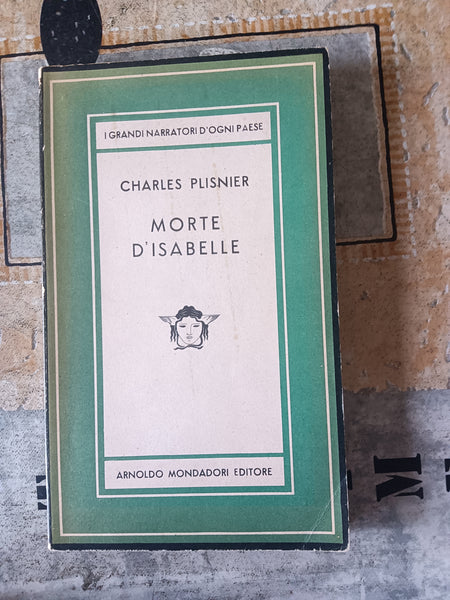 I GRANDI NARRATORI D'OGNI PAESE
CHARLES PLISNIER
MORTE
D'ISABELLE
ARNOLDO MONDADORI EDITORE